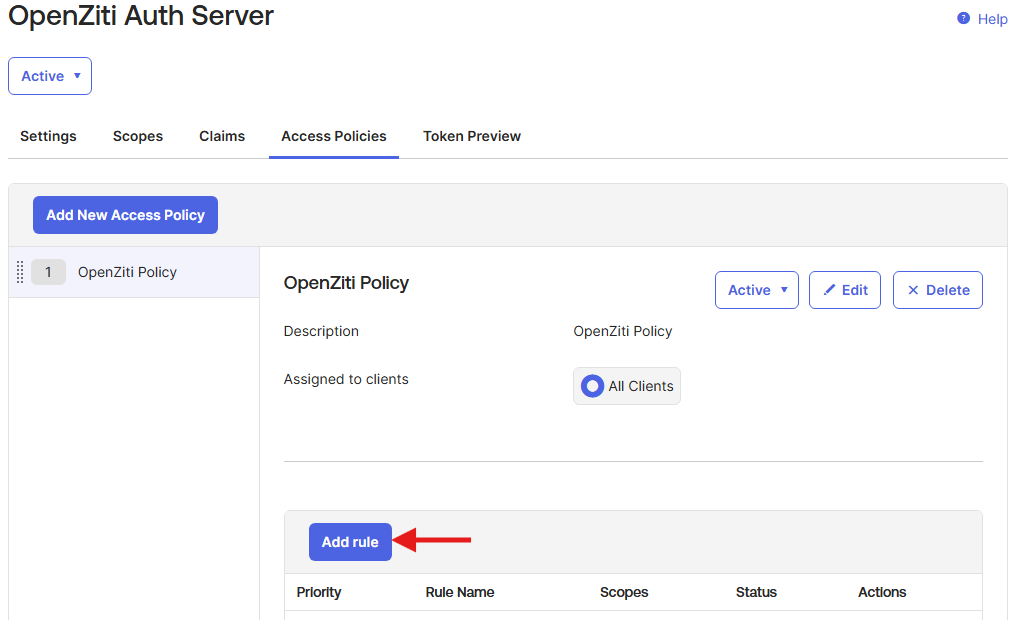 OpenZiti Auth Server
Help
Active
Settings Scopes Claims Access Policies Token Preview
Add New Access Policy
1 OpenZiti Policy
OpenZiti Policy
Active Edit Delete
Description OpenZiti Policy
Assigned to clients All Clients
Add rule
Priority Rule Name Scopes Status Actions